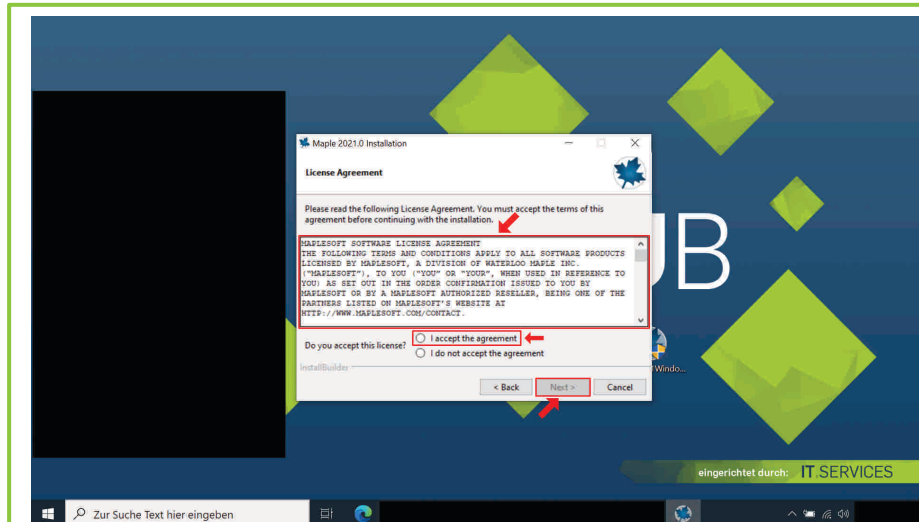 Maple 2021.0 Installation
License Agreement
Please read the following License Agreement. You must accept the terms of this
agreement before continuing with the installation.
MAPLESOFT SOFTWARE LICENSE AGREEMENT
THE FOLLOWING TERMS AND CONDITIONS APPLY TO ALL SOFTWARE PRODUCTS
LICENSED BY MAPLESOFT, A DIVISION OF WATERLOO MAPLE INC.
("MAPLESOFT"), TO YOU ("YOU" OR "YOUR", WHEN USED IN REFERENCE TO
YOU) AS SET OUT IN THE ORDER CONFIRMATION ISSUED TO YOU BY
MAPLESOFT OR BY A MAPLESOFT AUTHORIZED RESELLER, BEING ONE OF THE
PARTNERS LISTED ON MAPLESOFT'S WEBSITE AT
HTTP://WWW.MAPLESOFT.COM/CONTACT.
Do you accept this license?
I accept the agreement
I do not accept the agreement
InstallBuilder
< Back Next > Cancel
UB
Windo...
eingerichtet durch: IT.SERVICES
Zur Suche Text hier eingeben